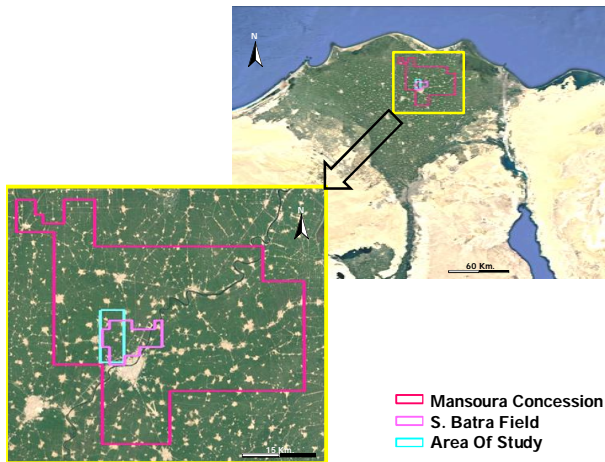 N
60 Km.
N
15 Km.
Mansoura Concession
S. Batra Field
Area Of Study